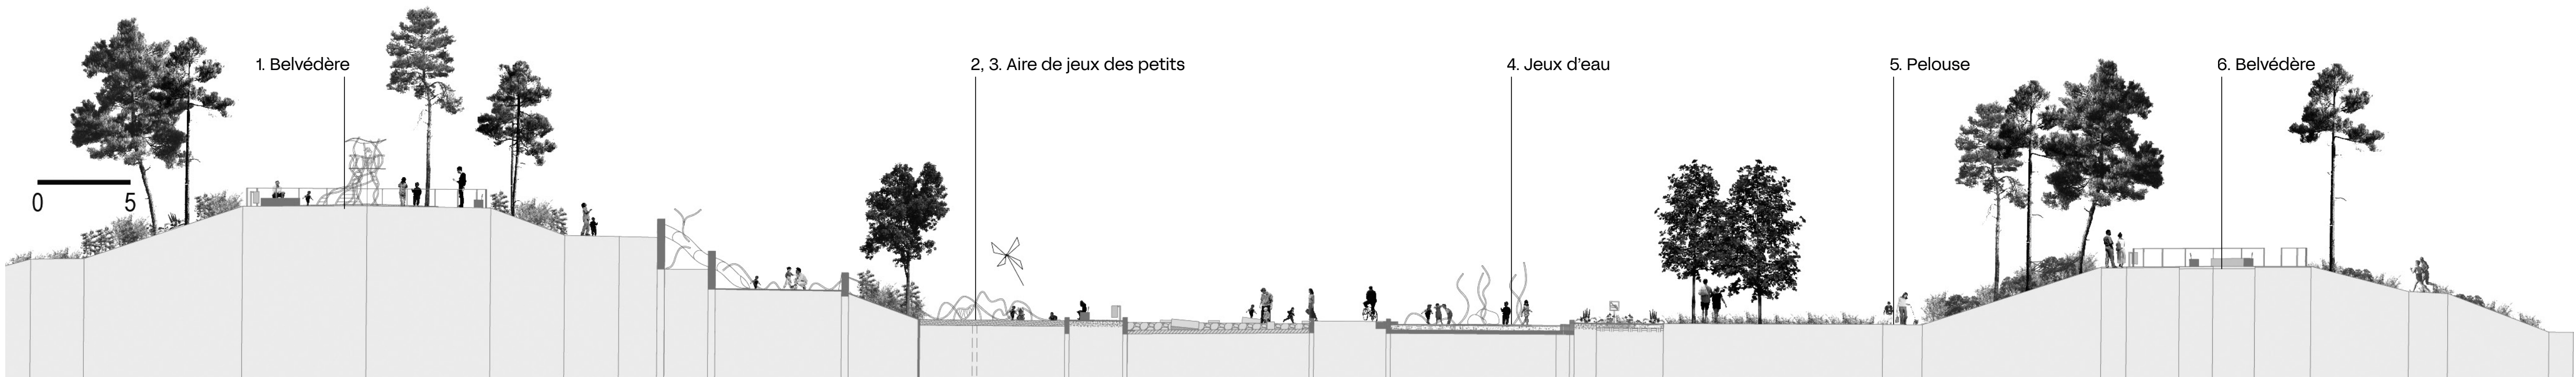 1. Belvédère
2, 3. Aire de jeux des petits
4. Jeux d’eau
5. Pelouse
6. Belvédère
0 5